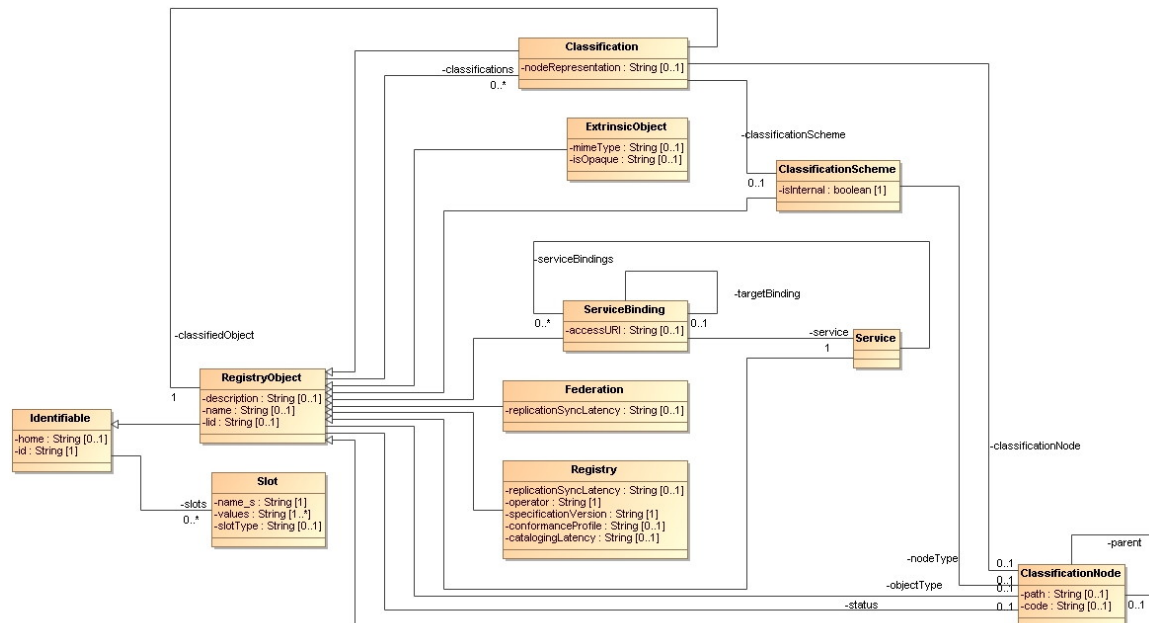 Classification
-nodeRepresentation : String [0..1]
-classifications
0..*
ExtrinsicObject
-mimeType : String [0..1]
-isOpaque : String [0..1]
-classificationScheme
0..1
ClassificationScheme
-isInternal : boolean [1]
-serviceBindings
0..*
-targetBinding
0..1
ServiceBinding
-accessURI : String [0..1]
-service
1
Service
-classifiedObject
1
RegistryObject
-description : String [0..1]
-name : String [0..1]
-lid : String [0..1]
Federation
-replicationSyncLatency : String [0..1]
Identifiable
-home : String [0..1]
-id : String [1]
-slots
0..*
Slot
-name_s : String [1]
-values : String [1..*]
-slotType : String [0..1]
Registry
-replicationSyncLatency : String [0..1]
-operator : String [1]
-specificationVersion : String [1]
-conformanceProfile : String [0..1]
-catalogingLatency : String [0..1]
-classificationNode
0..1
-nodeType
0..1
-objectType
0..1
-status
0..1
-parent
0..1
ClassificationNode
-path : String [0..1]
-code : String [0..1]